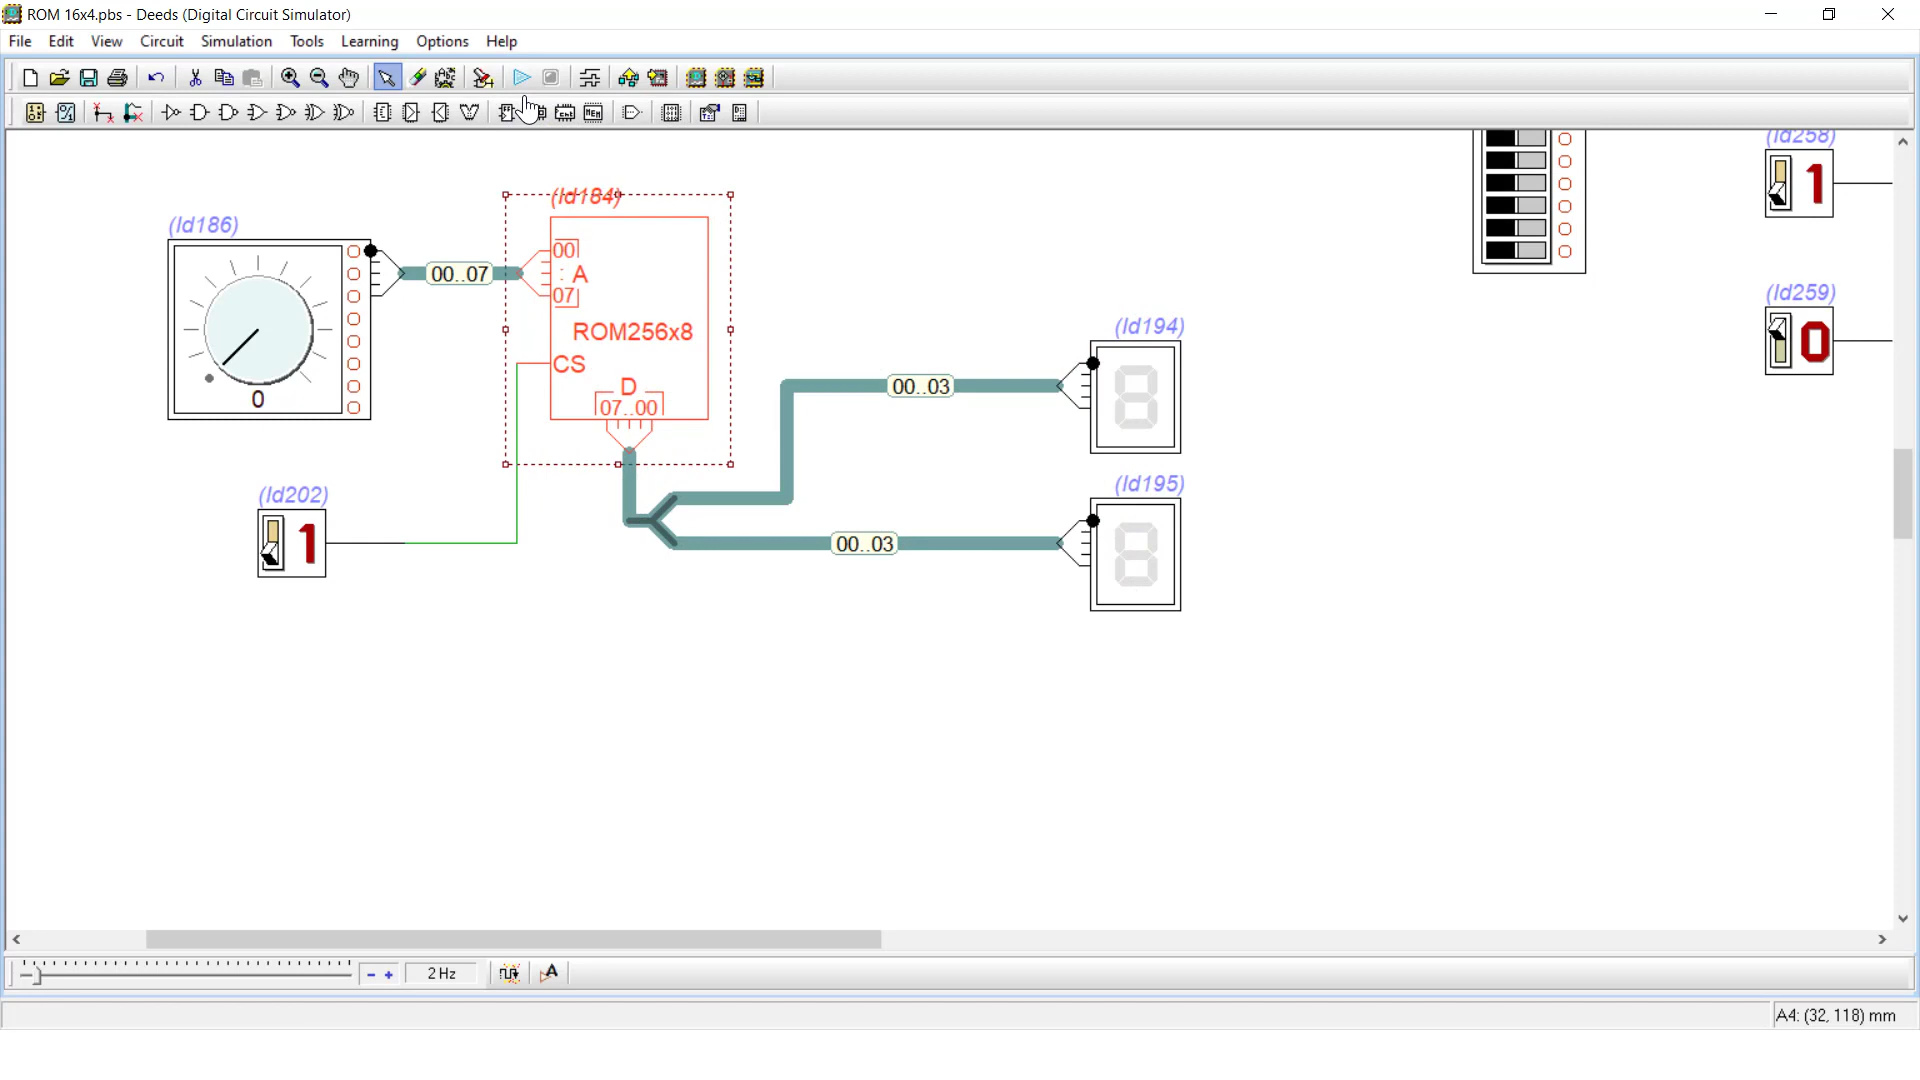 ROM 16x4.pbs - Deeds (Digital Circuit Simulator)
File Edit View Circuit Simulation Tools Learning Options Help
(Id258)
1
(Id184)
(Id186)
00
: A
07
00..07
ROM256x8
CS
D
07..00
0
(Id259)
0
(Id194)
00..03
(Id195)
00..03
(Id202)
1
- + 2 Hz
A4: (32, 118) mm